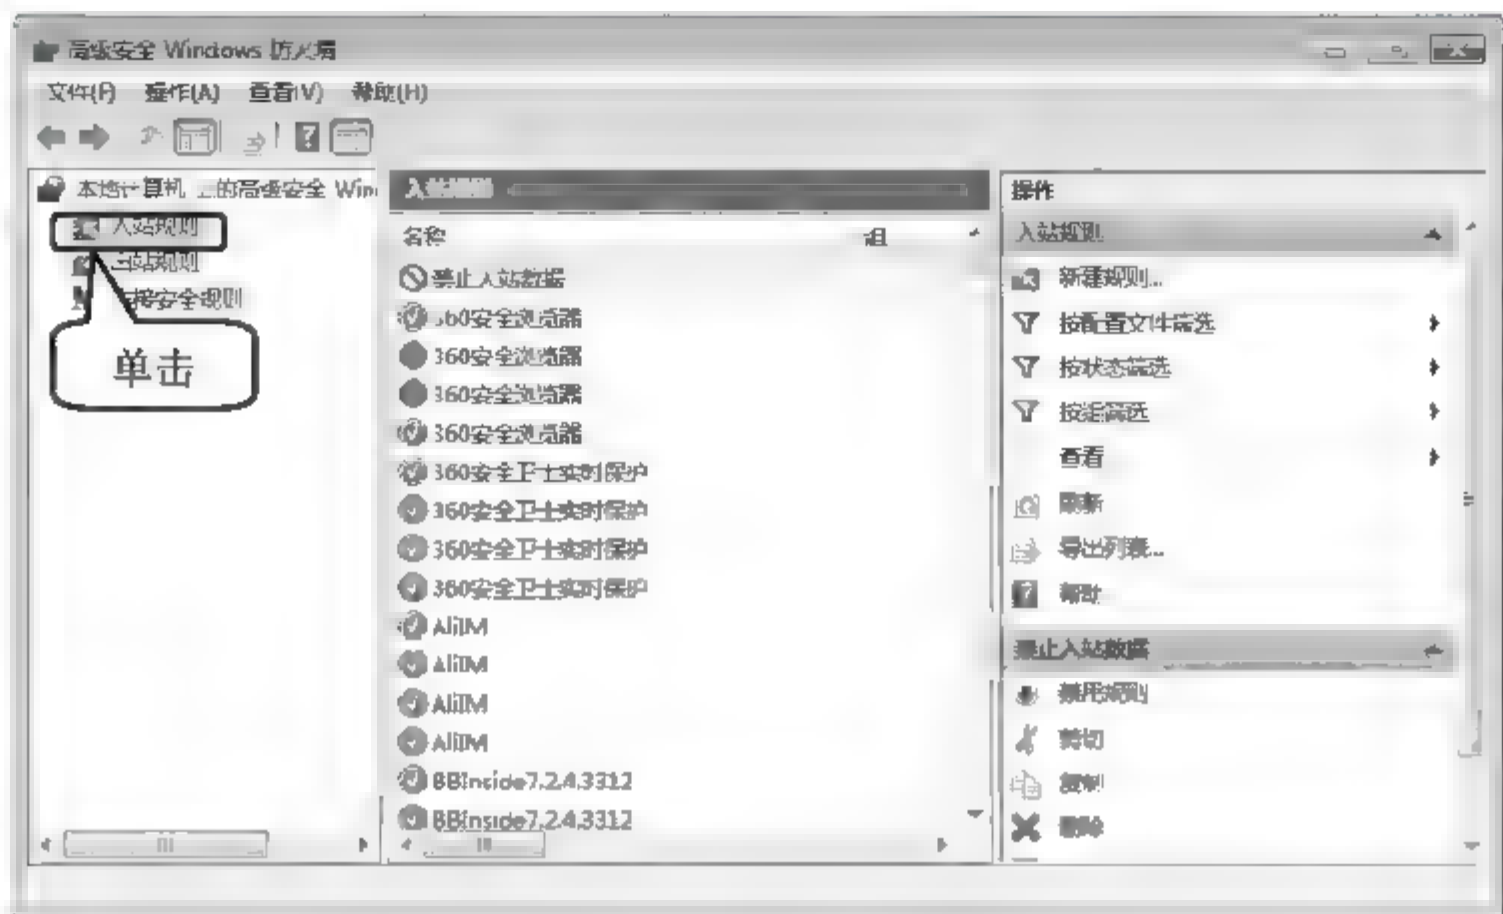 高级安全 Windows 防火墙
文件(F) 操作(A) 查看(V) 帮助(H)
本地计算机 上的高级安全 Win
入站规则
出站规则
连接安全规则
单击
入站规则
名称 组
禁止入站数据
360安全浏览器
360安全浏览器
360安全浏览器
360安全浏览器
360安全卫士实时保护
360安全卫士实时保护
360安全卫士实时保护
360安全卫士实时保护
AliIM
AliIM
AliIM
AliIM
BBInside7.2.4.3312
BBInside7.2.4.3312
操作
入站规则
新建规则...
按配置文件筛选
按状态筛选
按组筛选
查看
刷新
导出列表...
帮助
禁止入站数据
禁用规则
剪切
复制
删除